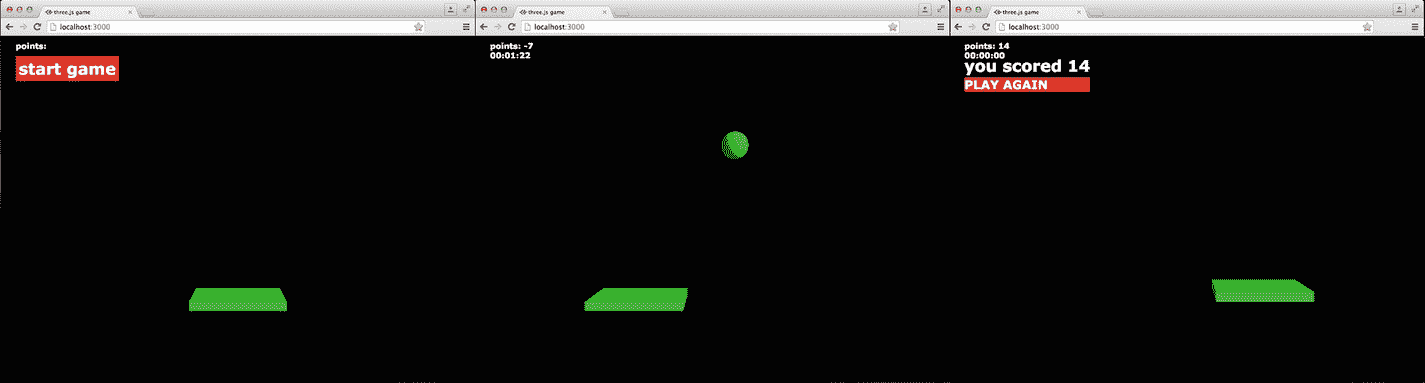 three.js game
localhost:3000
points:
start game
three.js game
localhost:3000
points: -7
00:01:22
three.js game
localhost:3000
points: 14
00:00:00
you scored 14
PLAY AGAIN